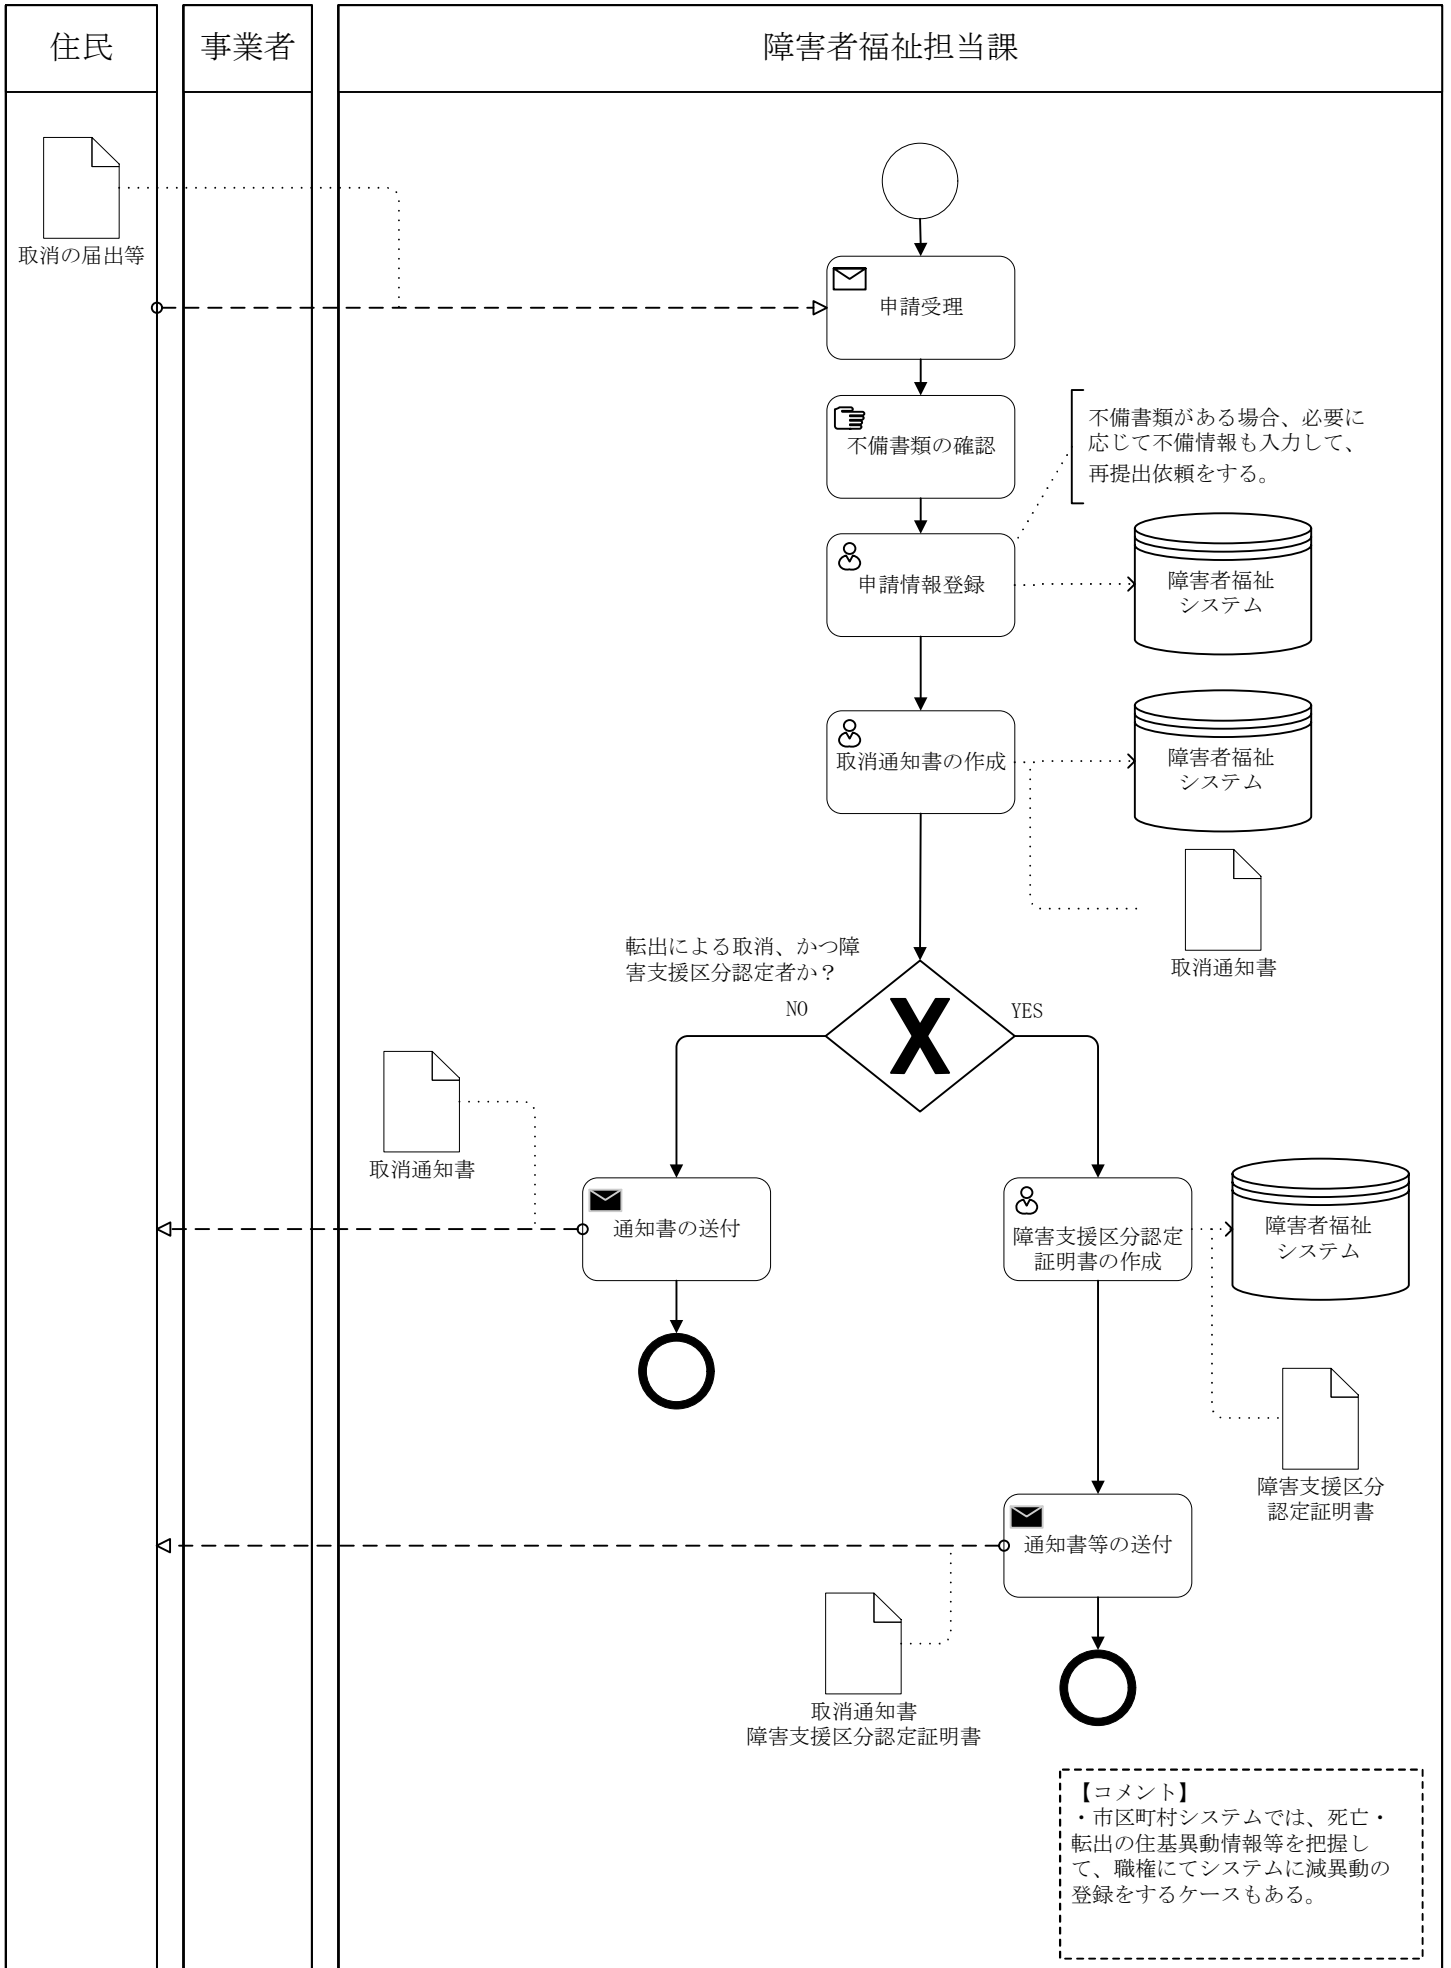 住民
事業者
障害者福祉担当課
取消の届出等
申請受理
不備書類の確認
不備書類がある場合、必要に
応じて不備情報も入力して、
再提出依頼をする。
申請情報登録
障害者福祉
システム
取消通知書の作成
障害者福祉
システム
取消通知書
転出による取消、かつ障
害支援区分認定者か？
NO
YES
X
取消通知書
通知書の送付
障害支援区分認定
証明書の作成
障害者福祉
システム
障害支援区分
認定証明書
通知書等の送付
取消通知書
障害支援区分認定証明書
【コメント】
・市区町村システムでは、死亡・
転出の住基異動情報等を把握し
て、職権にてシステムに減異動の
登録をするケースもある。